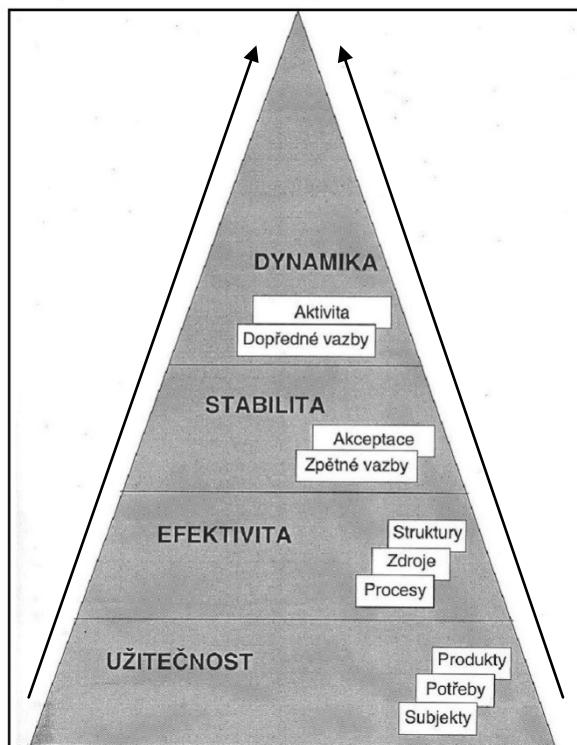 DYNAMIKA
Aktivita
Dopředné vazby
STABILITA
Akceptace
Zpětné vazby
EFEKTIVITA
Struktury
Zdroje
Procesy
UŽITEČNOST
Produkty
Potřeby
Subjekty